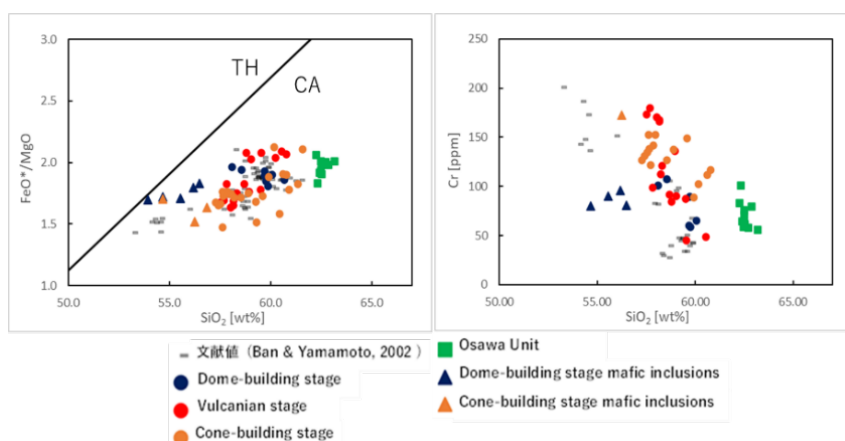 3.0
2.5
2.0
1.5
1.0
FeO*/MgO
TH
CA
50.0
55.0
60.0
65.0
SiO2 [wt%]
250
200
150
100
50
0
Cr [ppm]
50.00
55.00
60.00
65.00
SiO2 [wt%]
文献値（Ban & Yamamoto, 2002 ）
Dome-building stage
Vulcanian stage
Cone-building stage
Osawa Unit
Dome-building stage mafic inclusions
Cone-building stage mafic inclusions